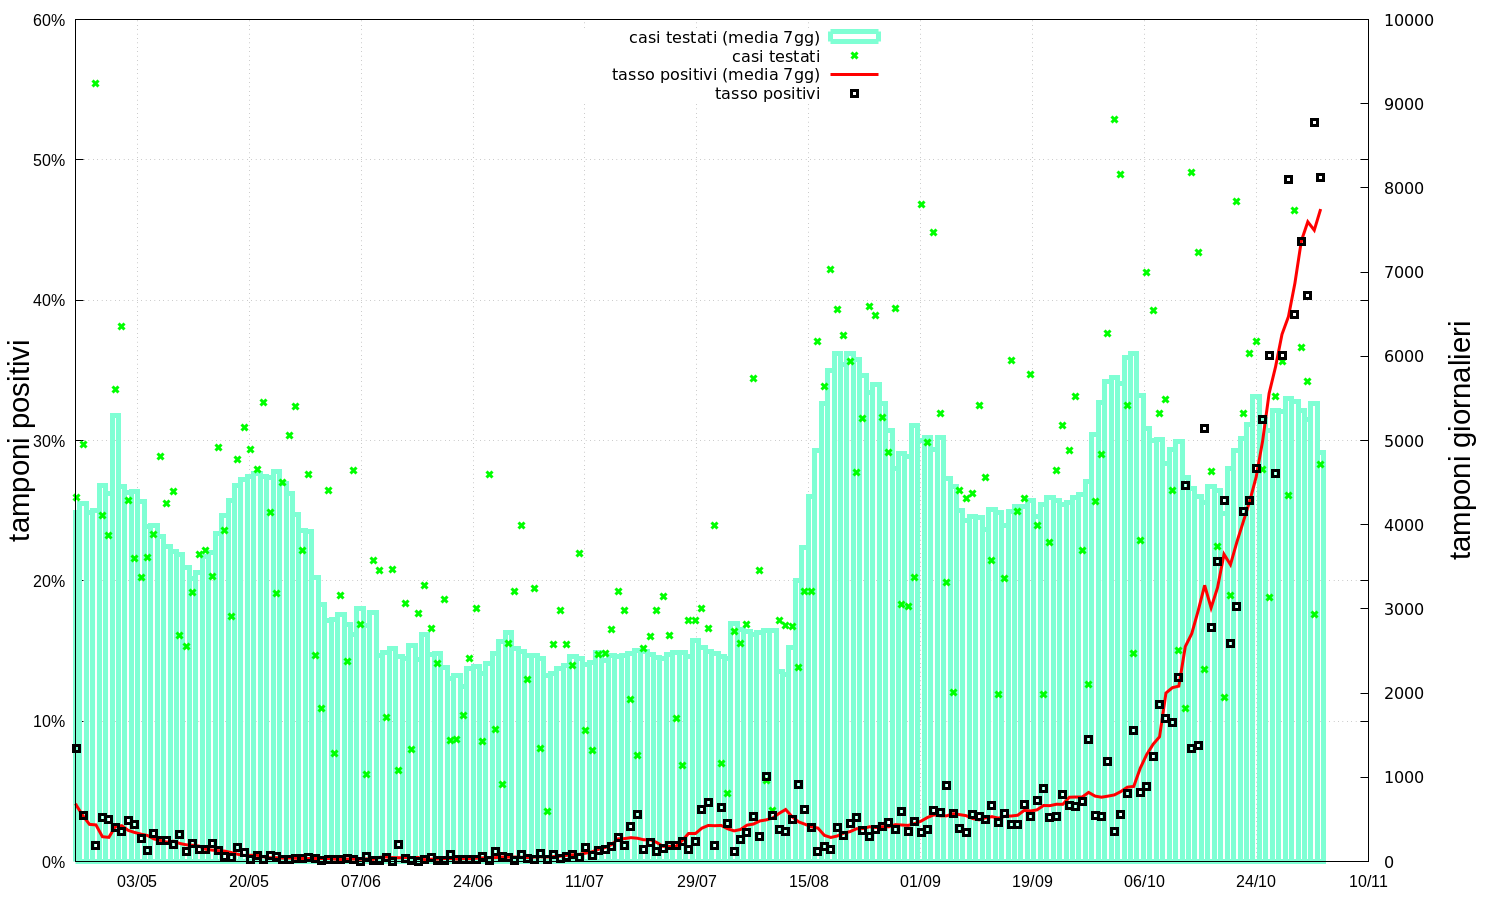 60%
10000
casi testati (media 7gg)
casi testati
tasso positivi (media 7gg)
tasso positivi
9000
50%
8000
7000
40%
6000
30%
5000
4000
20%
3000
2000
10%
1000
0%
0
tamponi positivi
tamponi giornalieri
03/05 20/05 07/06 24/06 11/07 29/07 15/08 01/09 19/09 06/10 24/10 10/11